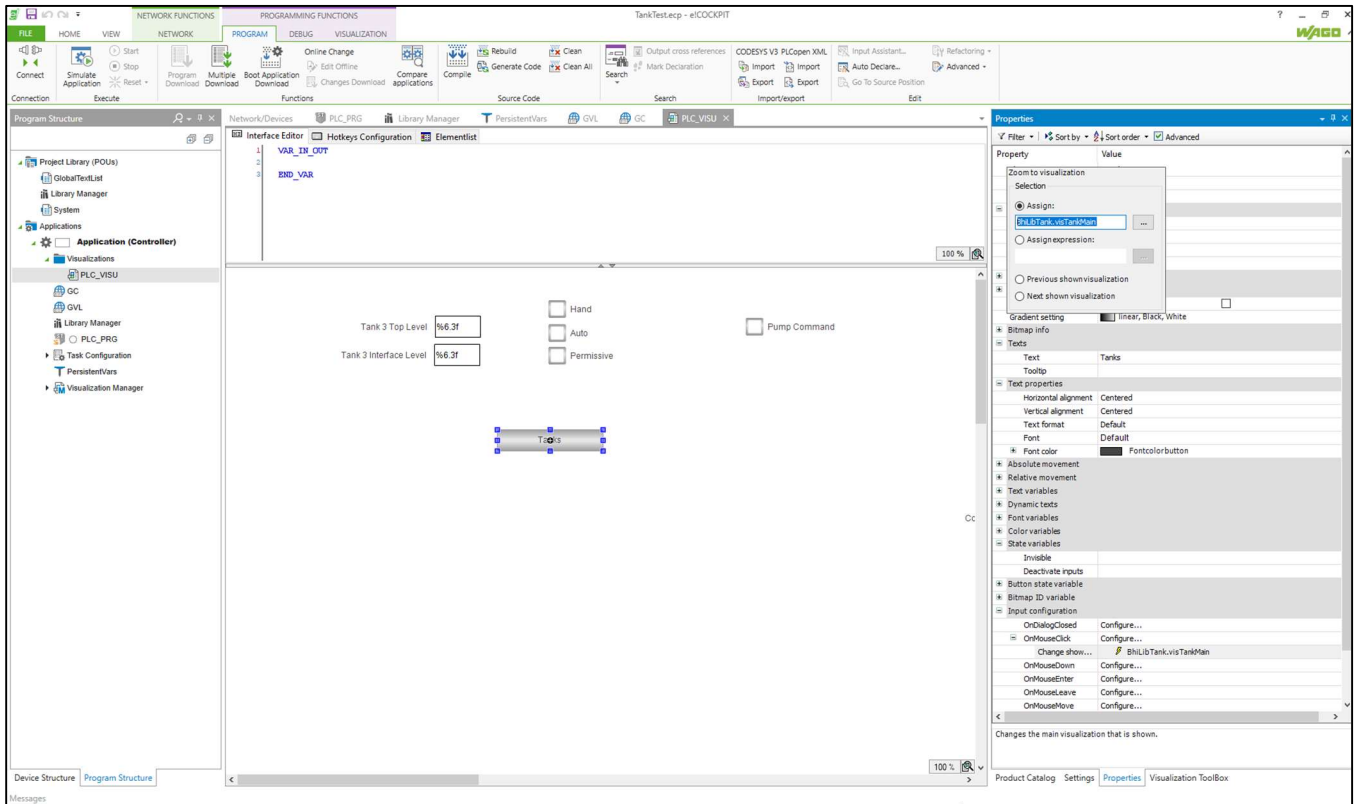 TankTest.ecp - e!COCKPIT
NETWORK FUNCTIONS PROGRAMMING FUNCTIONS
FILE HOME VIEW NETWORK PROGRAM DEBUG VISUALIZATION
WAGO
Connect
Connection
Simulate Application
Start
Stop
Reset
Execute
Program Download
Multiple Download
Boot Application Download
Online Change
Edit Offline
Changes Download
Compare applications
Functions
Compile
Rebuild
Generate Code
Clean
Clean All
Source Code
Search
Output cross references
Mark Declaration
Search
CODESYS V3 PLCopen XML
Import Import
Export Export
Import/export
Input Assistant...
Auto Declare...
Go To Source Position
Refactoring
Advanced
Edit
Program Structure
Project Library (POUs)
GlobalTextList
Library Manager
System
Applications
Application (Controller)
Visualizations
PLC_VISU
GC
GVL
Library Manager
PLC_PRG
Task Configuration
PersistentVars
Visualization Manager
Device Structure Program Structure
Messages
Network/Devices PLC_PRG Library Manager PersistentVars GVL GC PLC_VISU
Interface Editor Hotkeys Configuration Elementlist
1 VAR_IN_OUT
2
3 END_VAR
100 %
Tank 3 Top Level %6.3f
Tank 3 Interface Level %6.3f
Hand
Auto
Permissive
Pump Command
Tanks
Cc
100 %
Properties
Filter Sort by Sort order Advanced
Property Value
Zoom to visualization
Selection
Assign:
BhiLibTank.visTankMain
...
Assign expression:
...
Previous shown visualization
Next shown visualization
Gradient setting linear, Black, White
Bitmap info
Texts
Text Tanks
Tooltip
Text properties
Horizontal alignment Centered
Vertical alignment Centered
Text format Default
Font Default
Font color Fontcolorbutton
Absolute movement
Relative movement
Text variables
Dynamic texts
Font variables
Color variables
State variables
Invisible
Deactivate inputs
Button state variable
Bitmap ID variable
Input configuration
OnDialogClosed Configure...
OnMouseClick Configure...
Change show... BhiLibTank.visTankMain
OnMouseDown Configure...
OnMouseEnter Configure...
OnMouseLeave Configure...
OnMouseMove Configure...
Changes the main visualization that is shown.
Product Catalog Settings Properties Visualization ToolBox